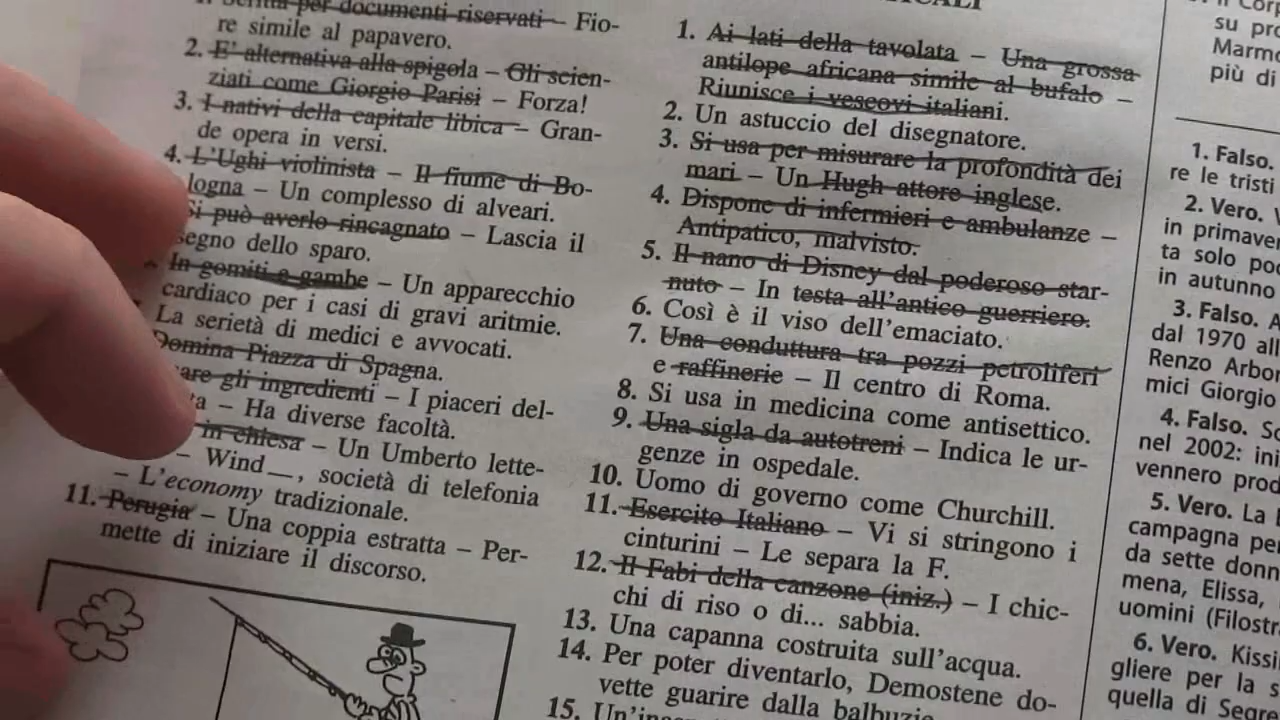 per documenti riservati – Fio-
re simile al papavero.
2. E' alternativa alla spigola – Gli scien-
ziati come Giorgio Parisi – Forza!
3. I nativi della capitale libica – Gran-
de opera in versi.
4. L'Ughi violinista – Il fiume di Bo-
logna – Un complesso di alveari.
Si può averlo rincagnato – Lascia il
segno dello sparo.
In gomiti e gambe – Un apparecchio
cardiaco per i casi di gravi aritmie.
La serietà di medici e avvocati.
Domina Piazza di Spagna.
gli ingredienti – I piaceri del-
– Ha diverse facoltà.
in chiesa – Un Umberto lette-
– Wind—, società di telefonia
– L'economy tradizionale.
11. Perugia – Una coppia estratta – Per-
mette di iniziare il discorso.
1. Ai lati della tavolata – Una grossa
antilope africana simile al bufalo –
Riunisce i vescovi italiani.
2. Un astuccio del disegnatore.
3. Si usa per misurare la profondità dei
mari – Un Hugh attore inglese.
4. Dispone di infermieri e ambulanze –
Antipatico, malvisto.
5. Il nano di Disney dal poderoso star-
nuto – In testa all'antico guerriero.
6. Così è il viso dell'emaciato.
7. Una conduttura tra pozzi petroliferi
e raffinerie – Il centro di Roma.
8. Si usa in medicina come antisettico.
9. Una sigla da autotreni – Indica le ur-
genze in ospedale.
10. Uomo di governo come Churchill.
11. Esercito Italiano – Vi si stringono i
cinturini – Le separa la F.
12. Il Fabi della canzone (iniz.) – I chic-
chi di riso o di... sabbia.
13. Una capanna costruita sull'acqua.
14. Per poter diventarlo, Demostene do-
vette guarire dalla balbuzie.
15.
su
Marmo
più di
1. Falso.
re le tristi
2. Vero.
in primaver
ta solo poc
in autunno
3. Falso. A
dal 1970 all
Renzo Arbor
mici Giorgio
4. Falso. So
nel 2002: ini
vennero prod
5. Vero. La
campagna per
da sette donn
mena, Elissa,
uomini (Filostr
6. Vero. Kissi
gliere per la s
quella di Segre